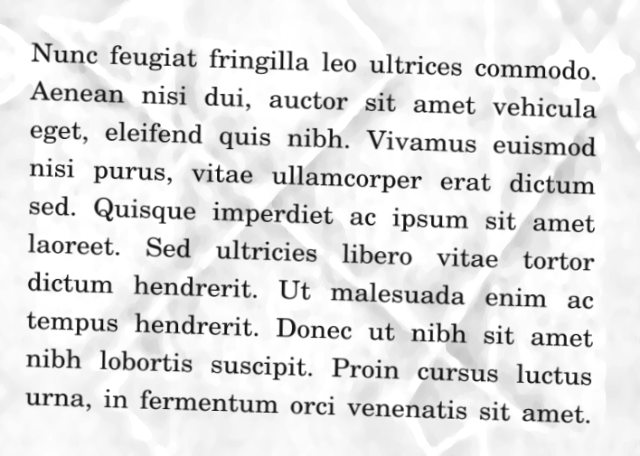 Nunc feugiat fringilla leo ultrices commodo.
Aenean nisi dui, auctor sit amet vehicula
eget, eleifend quis nibh. Vivamus euismod
nisi purus, vitae ullamcorper erat dictum
sed. Quisque imperdiet ac ipsum sit amet
laoreet. Sed ultricies libero vitae tortor
dictum hendrerit. Ut malesuada enim ac
tempus hendrerit. Donec ut nibh sit amet
nibh lobortis suscipit. Proin cursus luctus
urna, in fermentum orci venenatis sit amet.